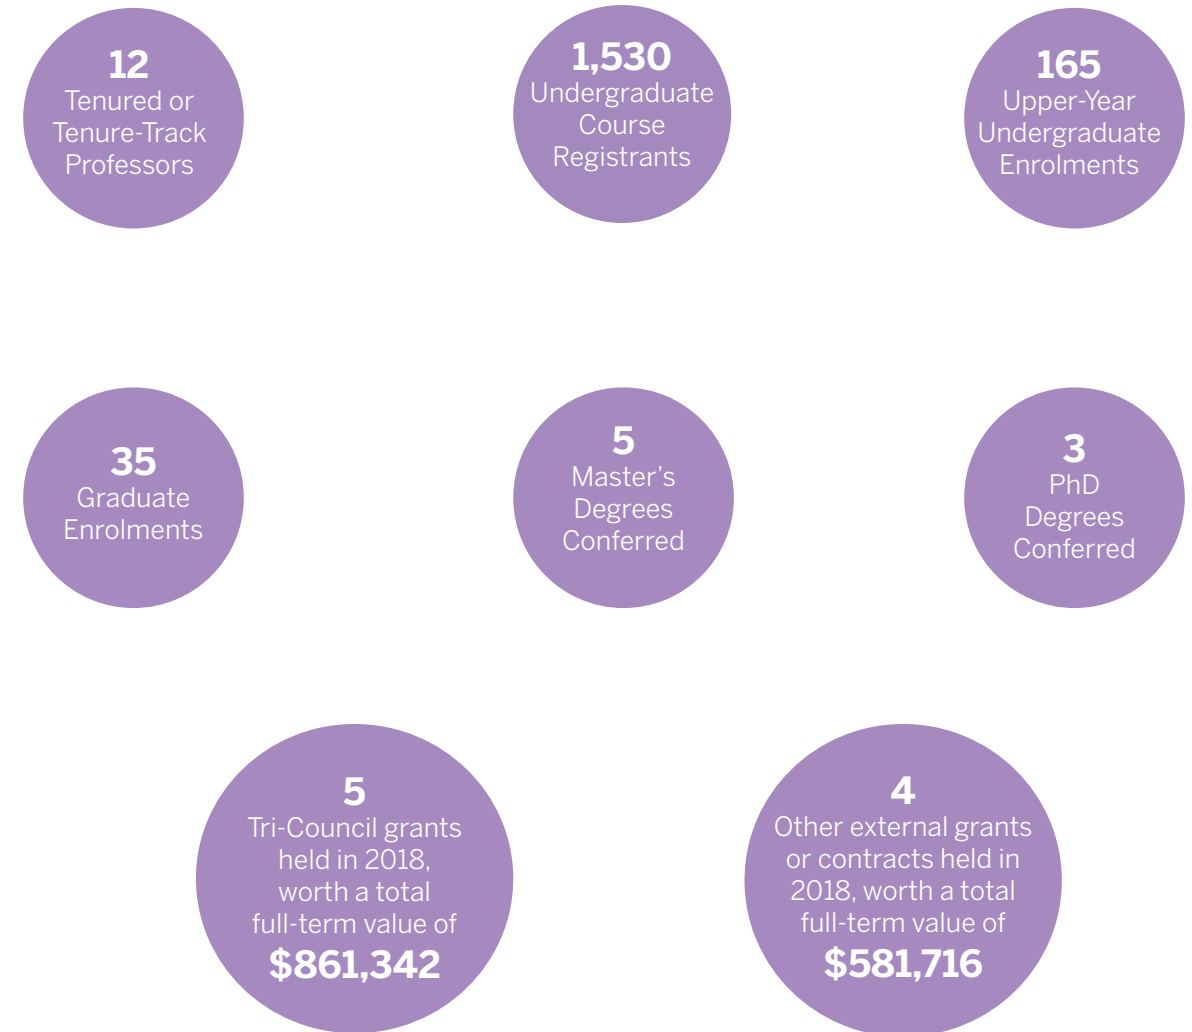 12
Tenured or
Tenure-Track
Professors
1,530
Undergraduate
Course
Registrants
165
Upper-Year
Undergraduate
Enrolments
35
Graduate
Enrolments
5
Master’s
Degrees
Conferred
3
PhD
Degrees
Conferred
5
Tri-Council grants
held in 2018,
worth a total
full-term value of
$861,342
4
Other external grants
or contracts held in
2018, worth a total
full-term value of
$581,716